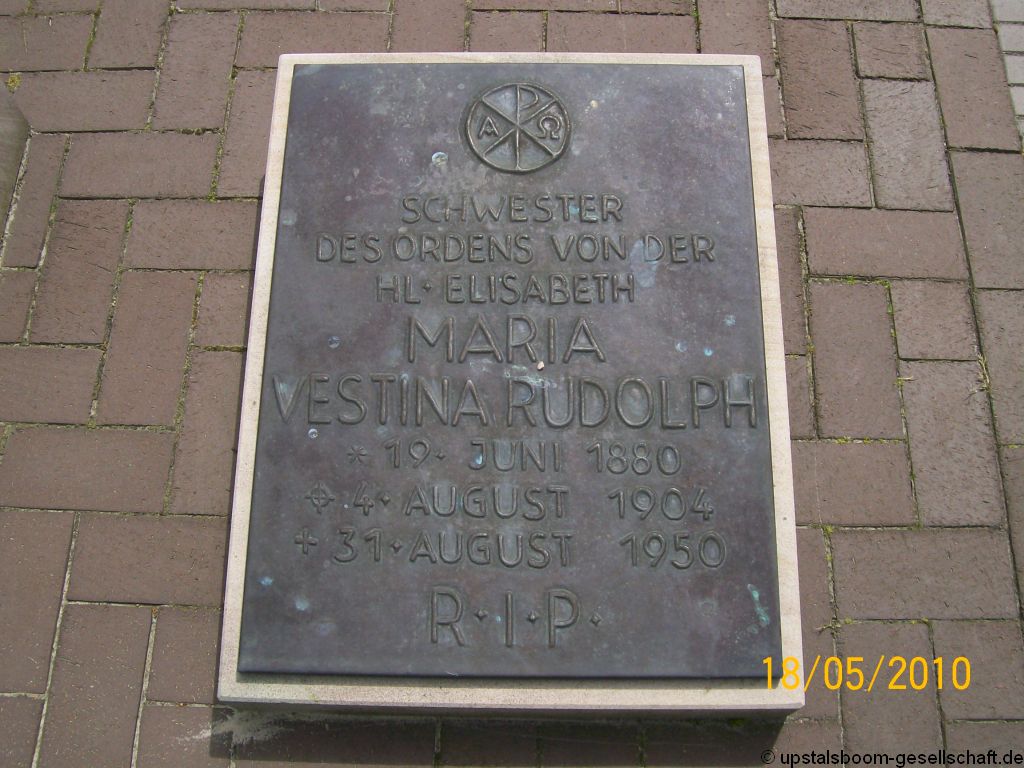 Α Ω
SCHWESTER
DES ORDENS VON DER
HL· ELISABETH
MARIA
VESTINA RUDOLPH
* 19· JUNI 1880
⌖ 4· AUGUST 1904
+ 31· AUGUST 1950
R·I·P·
18/05/2010
© upstalsboom-gesellschaft.de